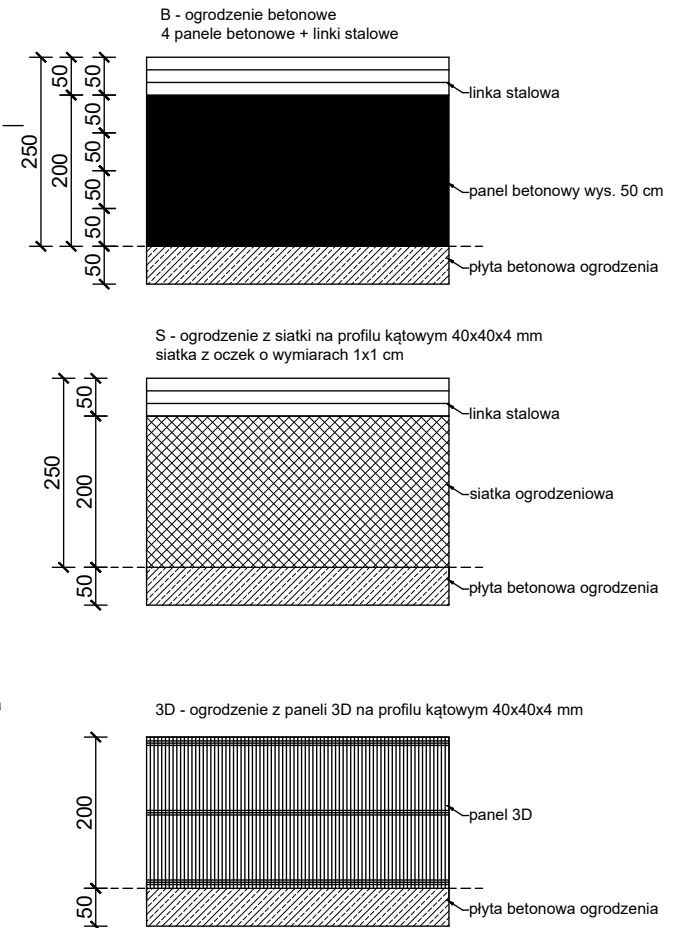 B - ogrodzenie betonowe
4 panele betonowe + linki stalowe
50
50
linka stalowa
50
250
50
200
50
panel betonowy wys. 50 cm
50
50
płyta betonowa ogrodzenia
S - ogrodzenie z siatki na profilu kątowym 40x40x4 mm
siatka z oczek o wymiarach 1x1 cm
50
linka stalowa
250
200
siatka ogrodzeniowa
50
płyta betonowa ogrodzenia
3D - ogrodzenie z paneli 3D na profilu kątowym 40x40x4 mm
200
panel 3D
50
płyta betonowa ogrodzenia